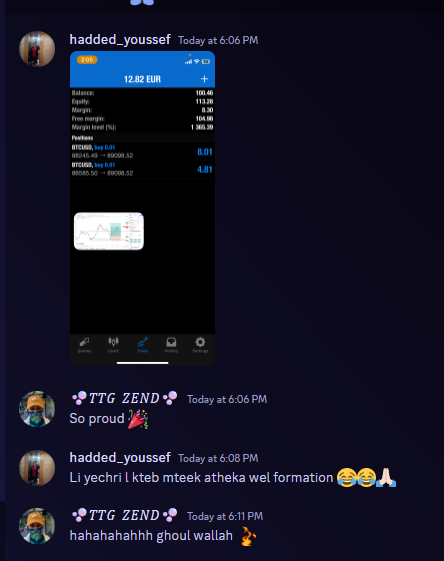 hadded_youssef Today at 6:06 PM
2:05
12.82 EUR +
Balance: 100.46
Equity: 113.28
Margin: 8.30
Free margin: 104.98
Margin level (%): 1 365.39
Positions
BTCUSD, buy 0.01 8.01
88245.49 → 89098.52
BTCUSD, buy 0.01 4.81
88585.50 → 89098.52
Quotes Chart Trade History Settings
TTG ZEND Today at 6:06 PM
So proud 🎉
hadded_youssef Today at 6:08 PM
Li yechri l kteb mteek atheka wel formation 😂😂🙏🏻
TTG ZEND Today at 6:11 PM
hahahahahhh ghoul wallah